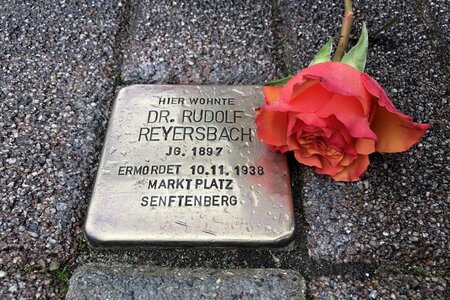 HIER WOHNTE
DR. RUDOLF
REYERSBACH
JG. 1897
ERMORDET 10.11.1938
MARKTPLATZ
SENFTENBERG